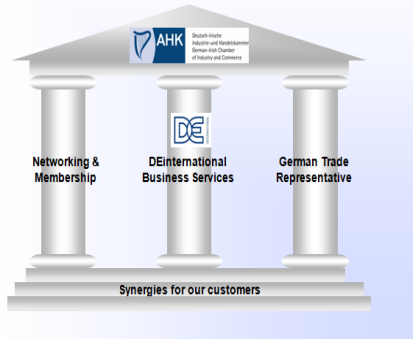 AHK
Deutsch-Irische
Industrie-und Handelskammer
German-Irish Chamber
of Industry and Commerce
DE
Networking &
Membership
DEinternational
Business Services
German Trade
Representative
Synergies for our customers